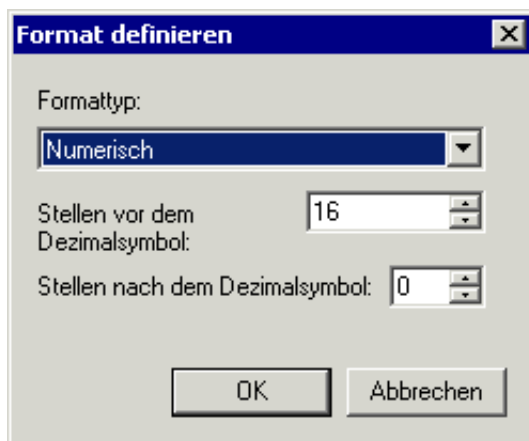 Format definieren
Formattyp:
Numerisch
Stellen vor dem
Dezimalsymbol:
16
Stellen nach dem Dezimalsymbol:
0
OK
Abbrechen